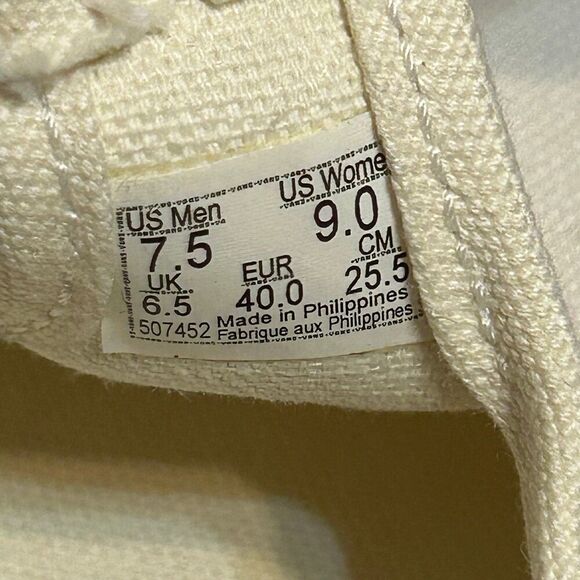 US Men US Wome
7.5 9.0
UK EUR CM
6.5 40.0 25.5
507452 Made in Philippines
Fabrique aux Philippines